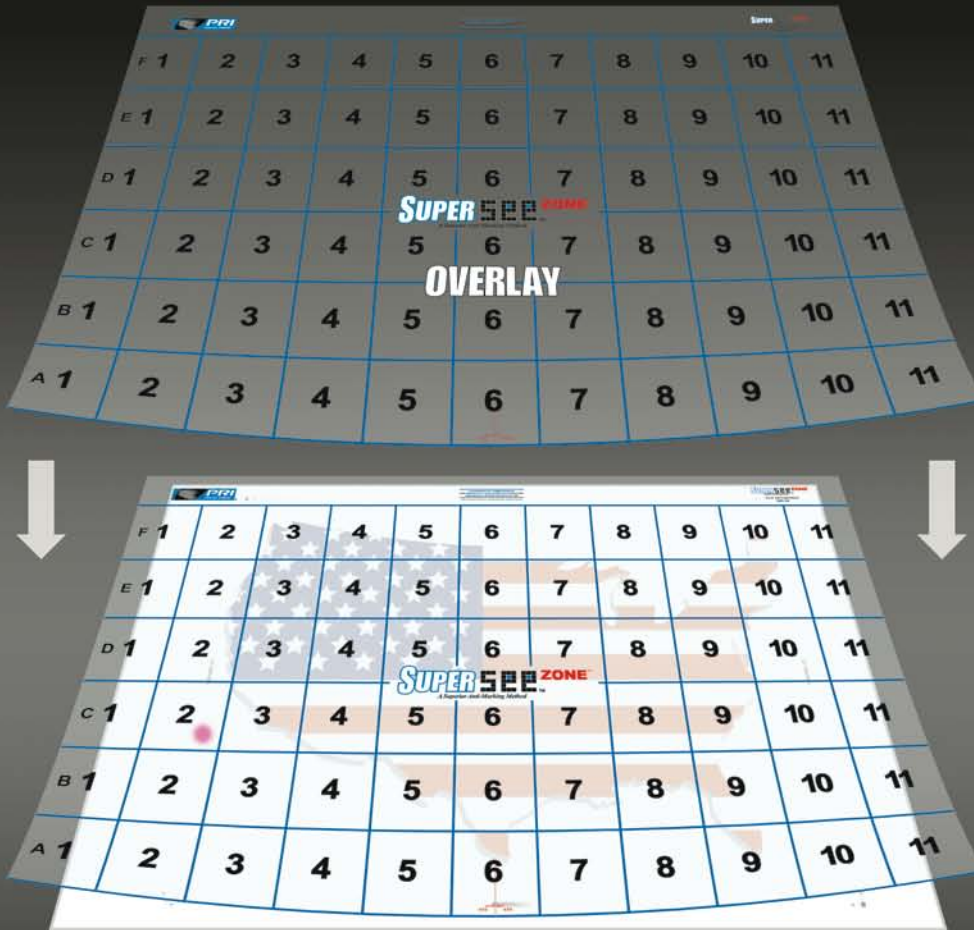 PRI
SUPER
F 1 2 3 4 5 6 7 8 9 10 11
E 1 2 3 4 5 6 7 8 9 10 11
D 1 2 3 4 5 6 7 8 9 10 11
SUPER SEE ZONE
C 1 2 3 4 5 6 7 8 9 10 11
OVERLAY
B 1 2 3 4 5 6 7 8 9 10 11
A 1 2 3 4 5 6 7 8 9 10 11
PRI
SUPER SEE ZONE
F 1 2 3 4 5 6 7 8 9 10 11
E 1 2 3 4 5 6 7 8 9 10 11
D 1 2 3 4 5 6 7 8 9 10 11
SUPER SEE ZONE™
A Superior Anti-Marking Method
C 1 2 3 4 5 6 7 8 9 10 11
B 1 2 3 4 5 6 7 8 9 10 11
A 1 2 3 4 5 6 7 8 9 10 11